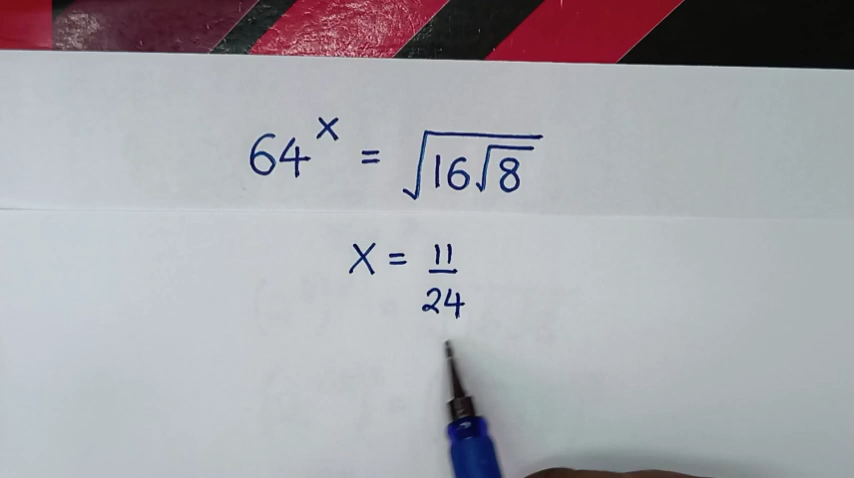 64^x = √(16√8)
x = 11/24